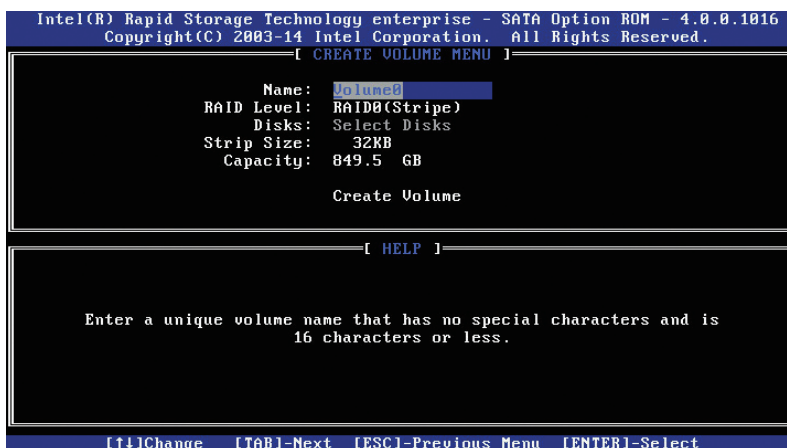 Intel(R) Rapid Storage Technology enterprise - SATA Option ROM - 4.0.0.1016
Copyright(C) 2003-14 Intel Corporation.  All Rights Reserved.
[ CREATE VOLUME MENU ]
Name: Volume0
RAID Level: RAID0(Stripe)
Disks: Select Disks
Strip Size: 32KB
Capacity: 849.5 GB
Create Volume
[ HELP ]
Enter a unique volume name that has no special characters and is
16 characters or less.
[↑↓]Change [TAB]-Next [ESC]-Previous Menu [ENTER]-Select